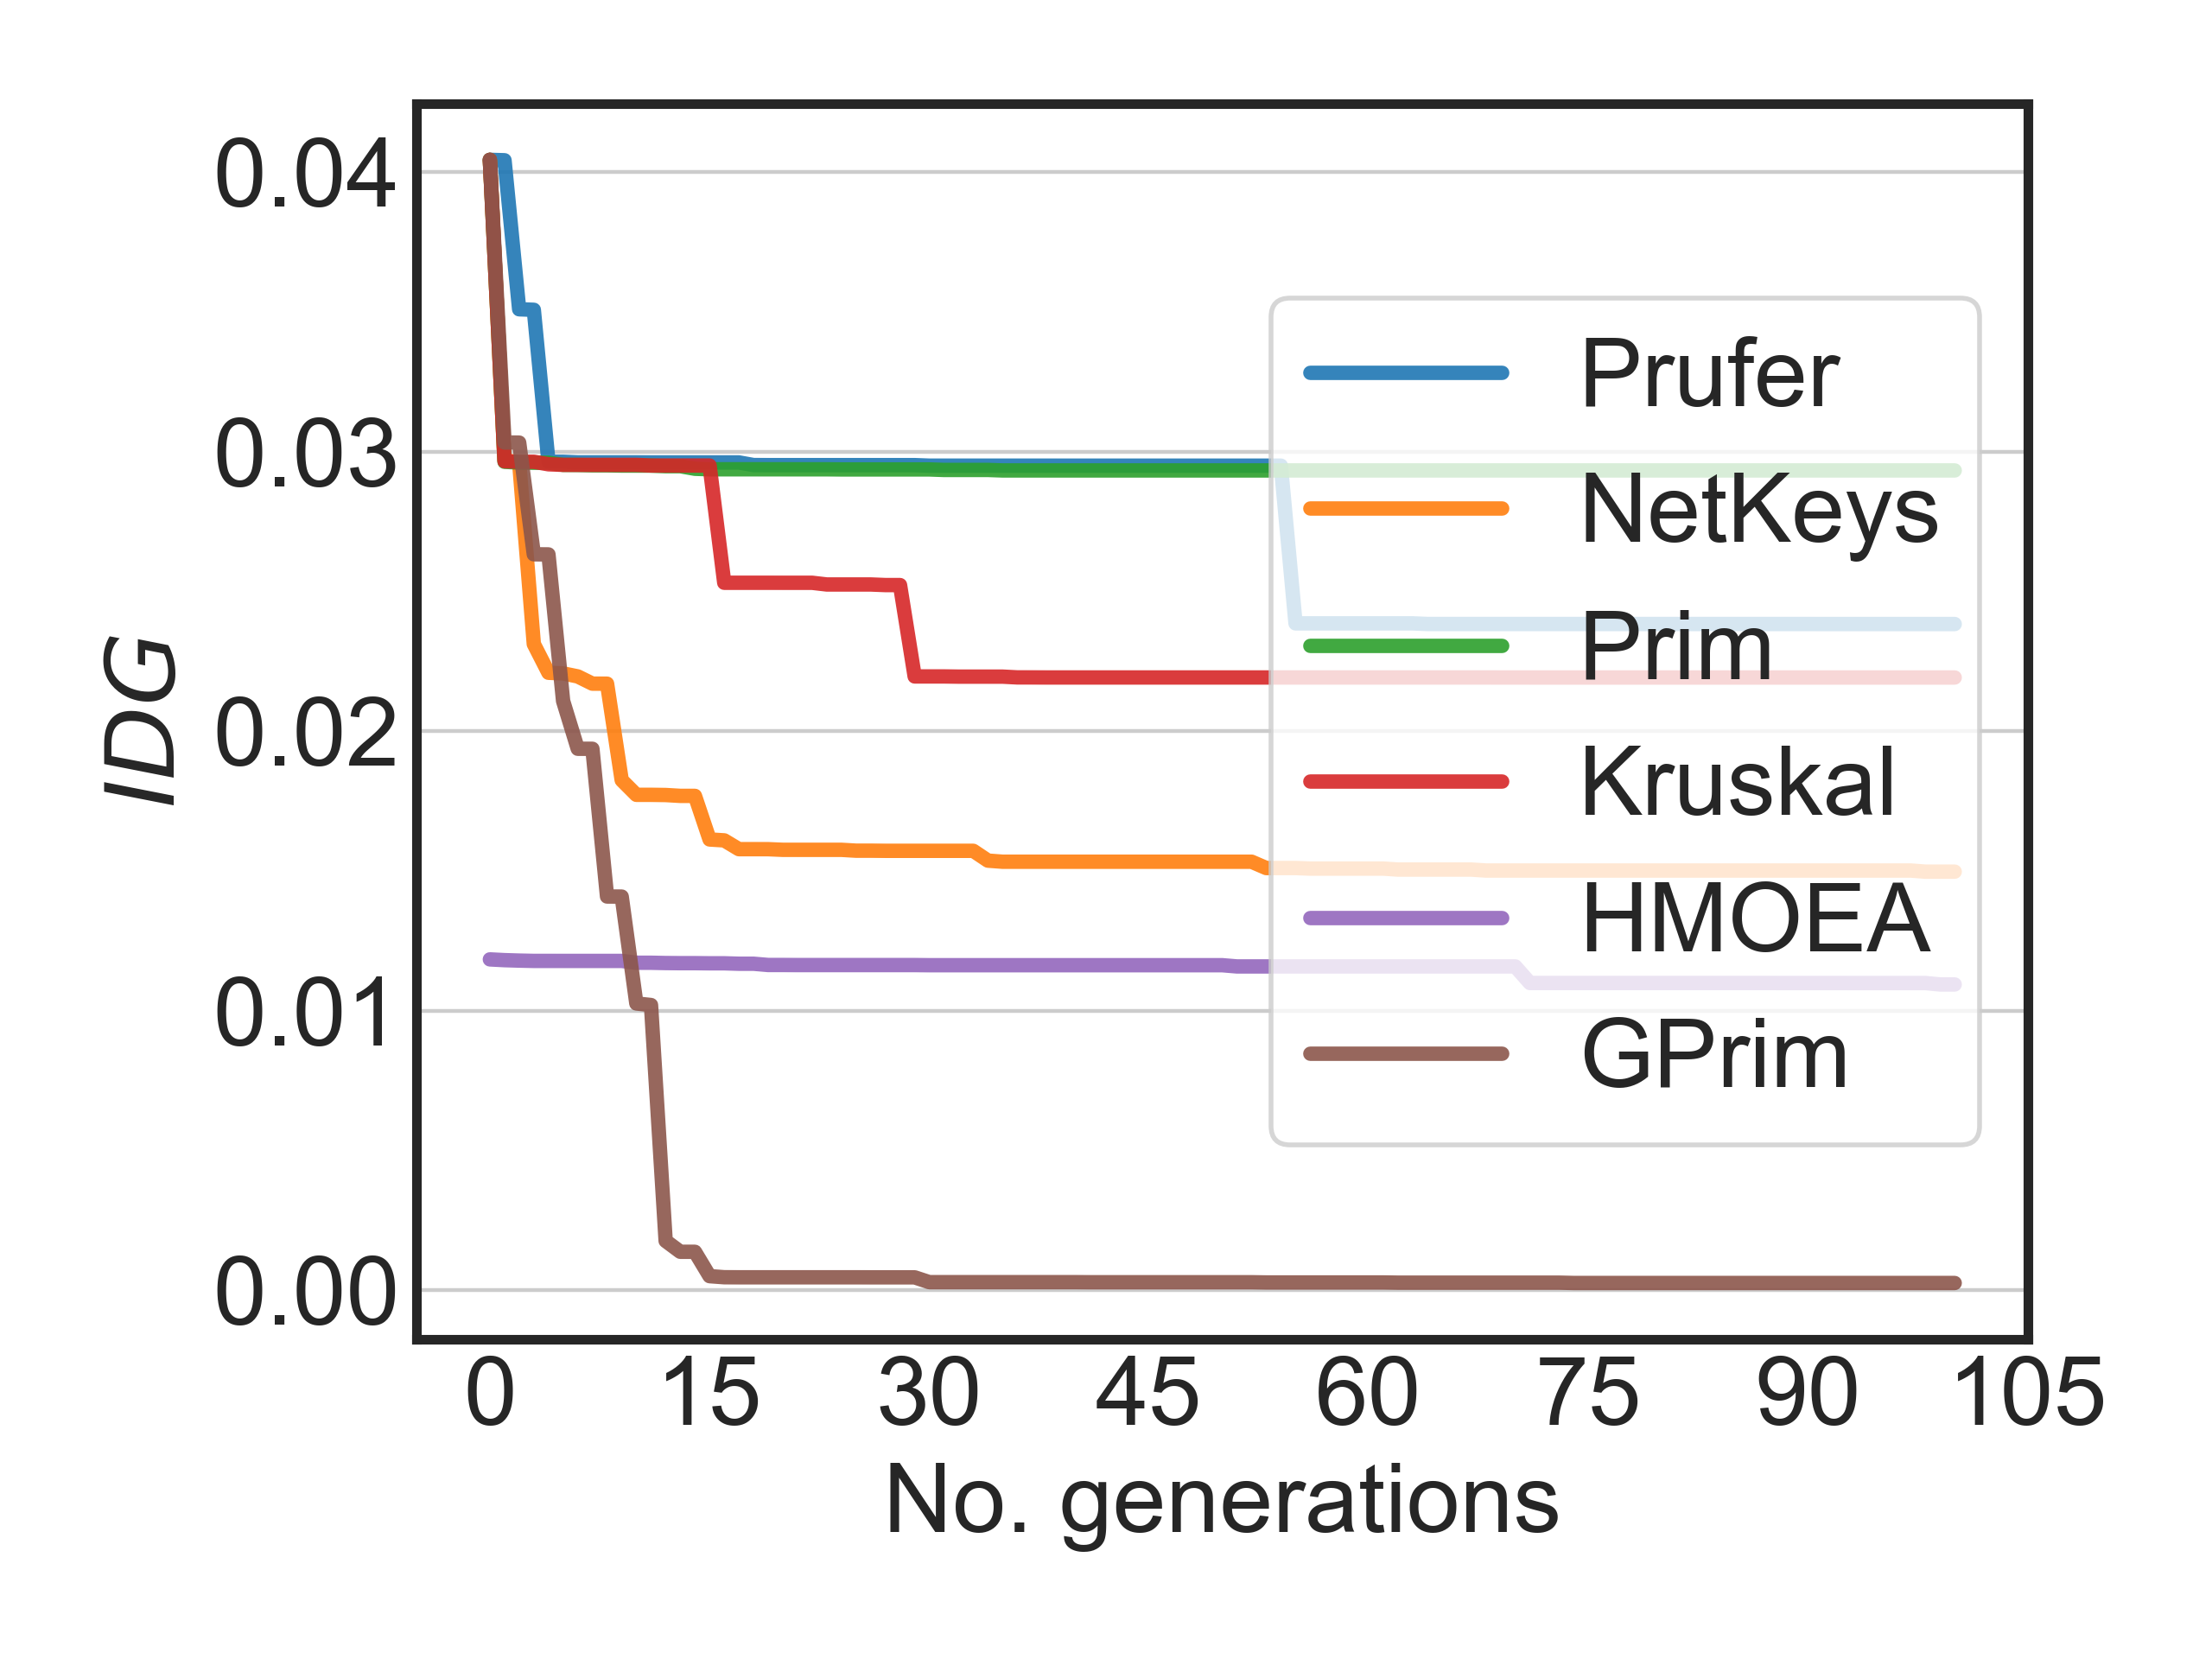 0.04
0.03
0.02
0.01
0.00
IDG
0 15 30 45 60 75 90 105
No. generations
Prufer
NetKeys
Prim
Kruskal
HMOEA
GPrim